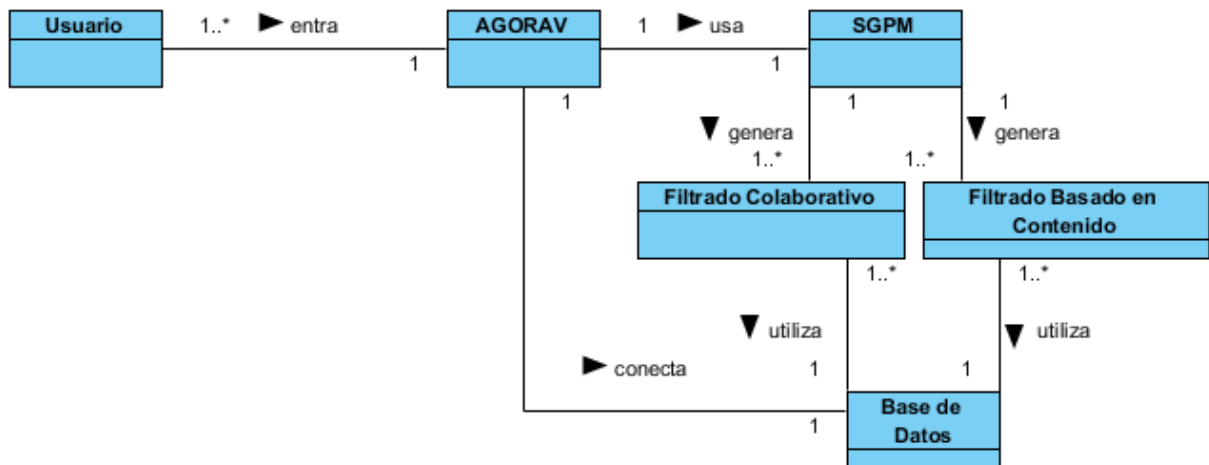 Usuario 1..* entra AGORAV 1 usa SGPM
1 1
1 1 1
genera genera
1..* 1..*
Filtrado Colaborativo Filtrado Basado en
Contenido
1..* 1..*
utiliza utiliza
conecta 1 1
Base de
Datos
1